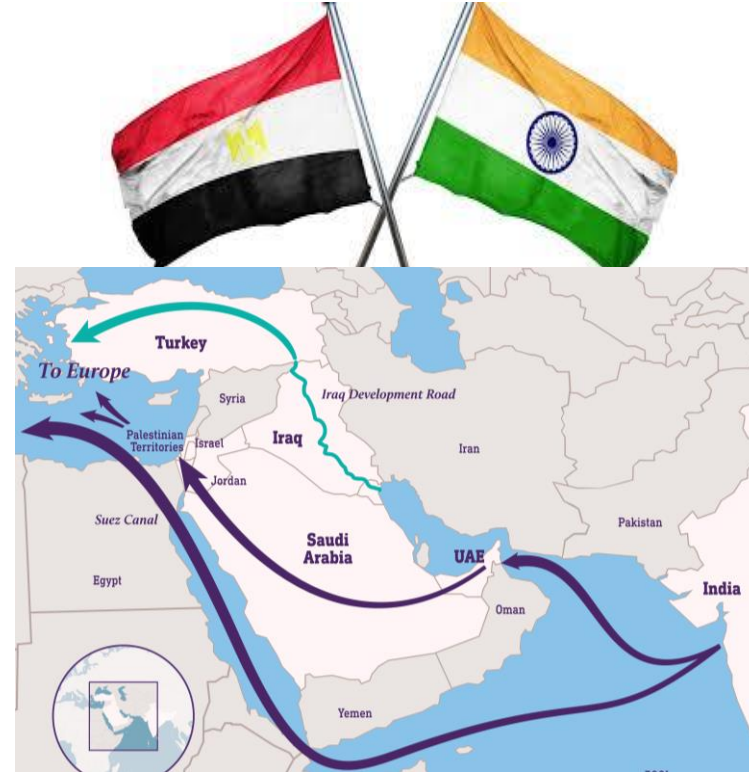 Turkey
To Europe
Syria
Iraq Development Road
Palestinian
Territories
Israel
Iraq
Iran
Jordan
Suez Canal
Pakistan
Saudi
Arabia
UAE
Egypt
India
Oman
Yemen